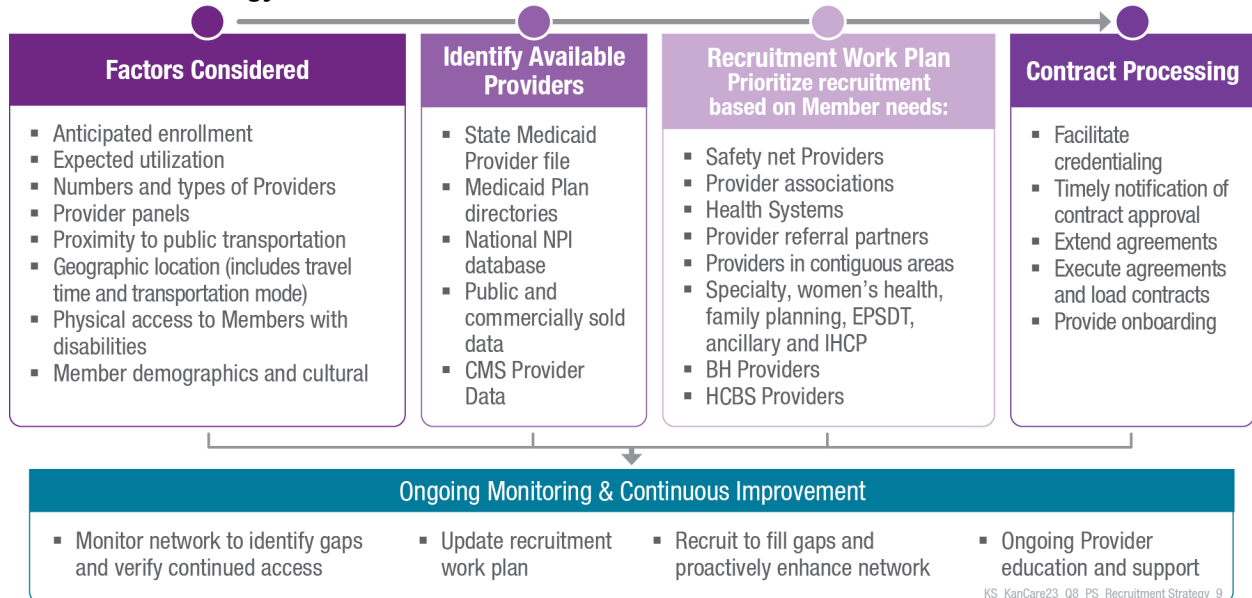 Factors Considered
▪ Anticipated enrollment
▪ Expected utilization
▪ Numbers and types of Providers
▪ Provider panels
▪ Proximity to public transportation
▪ Geographic location (includes travel
time and transportation mode)
▪ Physical access to Members with
disabilities
▪ Member demographics and cultural
Identify Available
Providers
▪ State Medicaid
Provider file
▪ Medicaid Plan
directories
▪ National NPI
database
▪ Public and
commercially sold
data
▪ CMS Provider
Data
Recruitment Work Plan
Prioritize recruitment
based on Member needs:
▪ Safety net Providers
▪ Provider associations
▪ Health Systems
▪ Provider referral partners
▪ Providers in contiguous areas
▪ Specialty, women's health,
family planning, EPSDT,
ancillary and IHCP
▪ BH Providers
▪ HCBS Providers
Contract Processing
▪ Facilitate
credentialing
▪ Timely notification of
contract approval
▪ Extend agreements
▪ Execute agreements
and load contracts
▪ Provide onboarding
Ongoing Monitoring & Continuous Improvement
▪ Monitor network to identify gaps
and verify continued access
▪ Update recruitment
work plan
▪ Recruit to fill gaps and
proactively enhance network
▪ Ongoing Provider
education and support
KS_KanCare23_Q8_PS_Recruitment Strategy_9